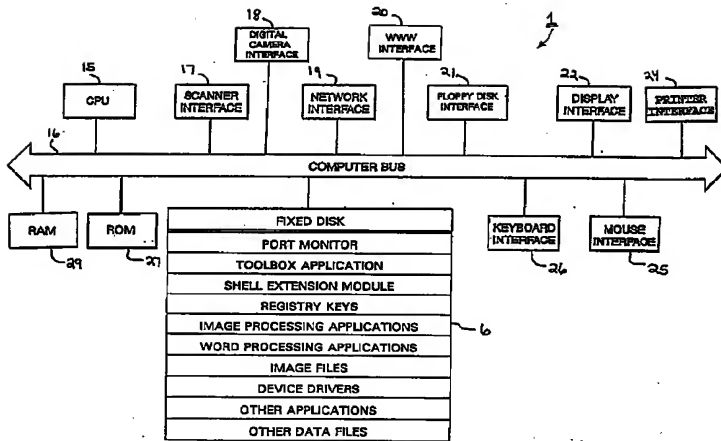 18
DIGITAL
CAMERA
INTERFACE
20
WWW
INTERFACE
1
15
CPU
17
SCANNER
INTERFACE
19
NETWORK
INTERFACE
21
FLOPPY DISK
INTERFACE
22
DISPLAY
INTERFACE
24
PRINTER
INTERFACE
16
COMPUTER BUS
RAM
29
ROM
27
FIXED DISK
PORT MONITOR
TOOLBOX APPLICATION
SHELL EXTENSION MODULE
REGISTRY KEYS
IMAGE PROCESSING APPLICATIONS
WORD PROCESSING APPLICATIONS
IMAGE FILES
DEVICE DRIVERS
OTHER APPLICATIONS
OTHER DATA FILES
6
KEYBOARD
INTERFACE
26
MOUSE
INTERFACE
25